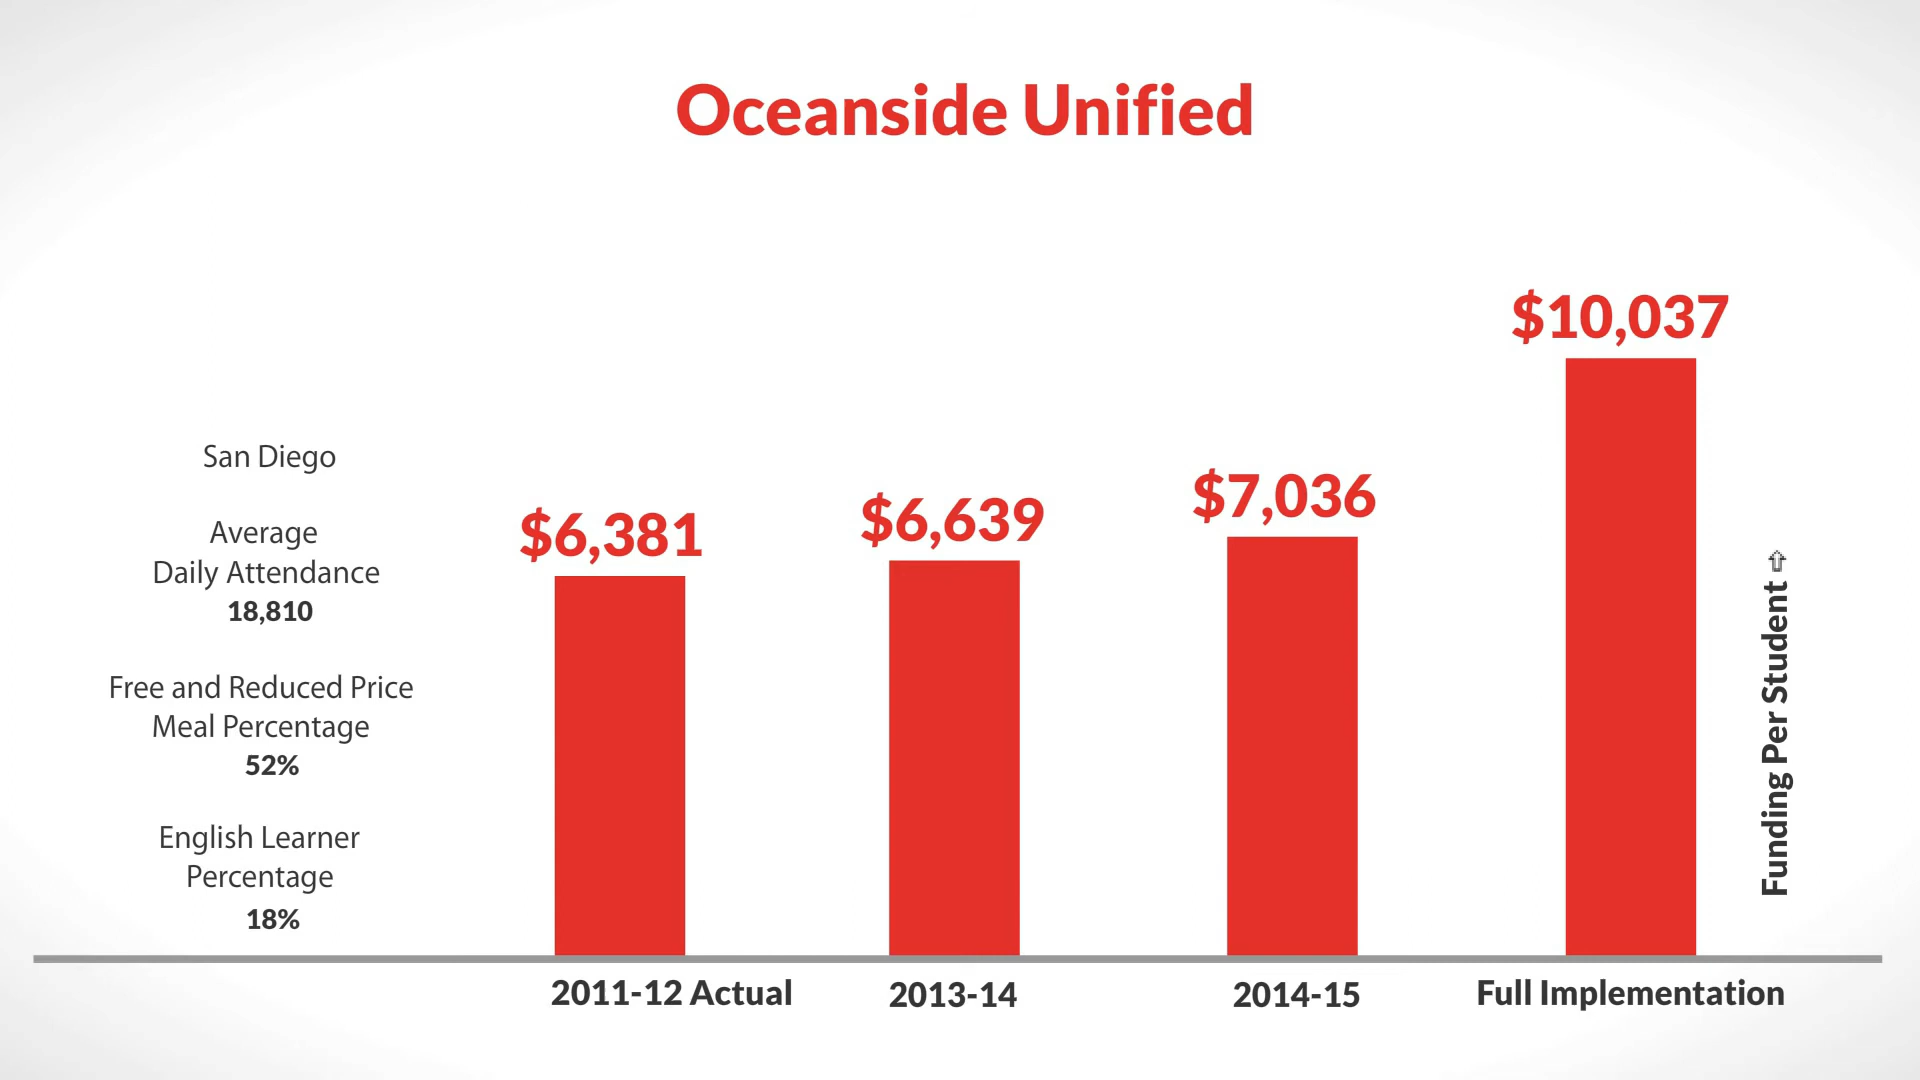 Oceanside Unified
San Diego
Average
Daily Attendance
18,810
Free and Reduced Price
Meal Percentage
52%
English Learner
Percentage
18%
$6,381
$6,639
$7,036
$10,037
Funding Per Student ⇧
2011-12 Actual
2013-14
2014-15
Full Implementation